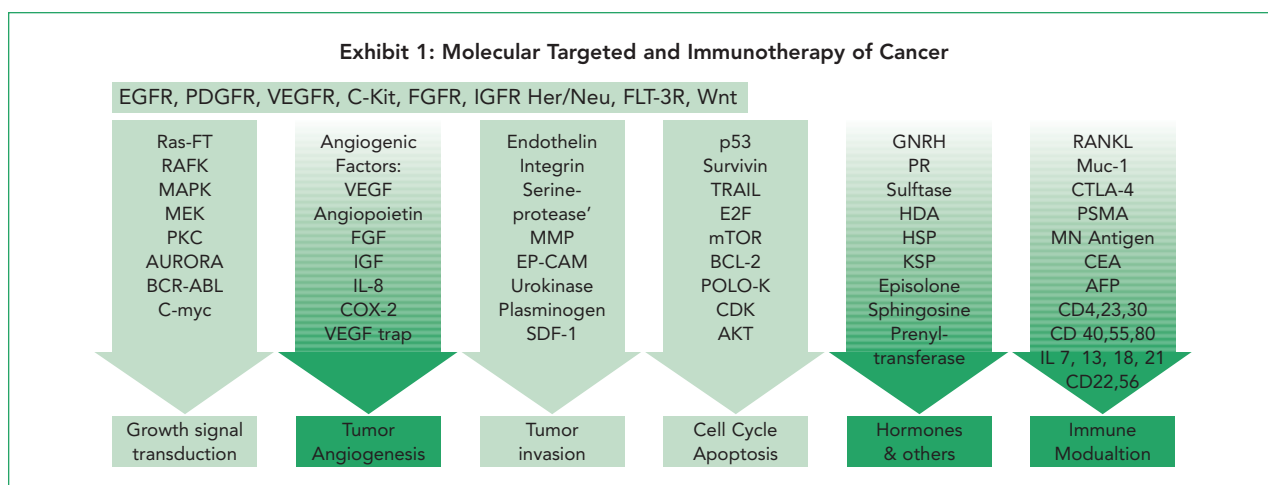 Exhibit 1: Molecular Targeted and Immunotherapy of Cancer
EGFR, PDGFR, VEGFR, C-Kit, FGFR, IGFR Her/Neu, FLT-3R, Wnt
Ras-FT
RAFK
MAPK
MEK
PKC
AURORA
BCR-ABL
C-myc
Growth signal
transduction
Angiogenic
Factors:
VEGF
Angiopoietin
FGF
IGF
IL-8
COX-2
VEGF trap
Tumor
Angiogenesis
Endothelin
Integrin
Serine-
protease’
MMP
EP-CAM
Urokinase
Plasminogen
SDF-1
Tumor
invasion
p53
Survivin
TRAIL
E2F
mTOR
BCL-2
POLO-K
CDK
AKT
Cell Cycle
Apoptosis
GNRH
PR
Sulftase
HDA
HSP
KSP
Episolone
Sphingosine
Prenyl-
transferase
Hormones
& others
RANKL
Muc-1
CTLA-4
PSMA
MN Antigen
CEA
AFP
CD4,23,30
CD 40,55,80
IL 7, 13, 18, 21
CD22,56
Immune
Modualtion